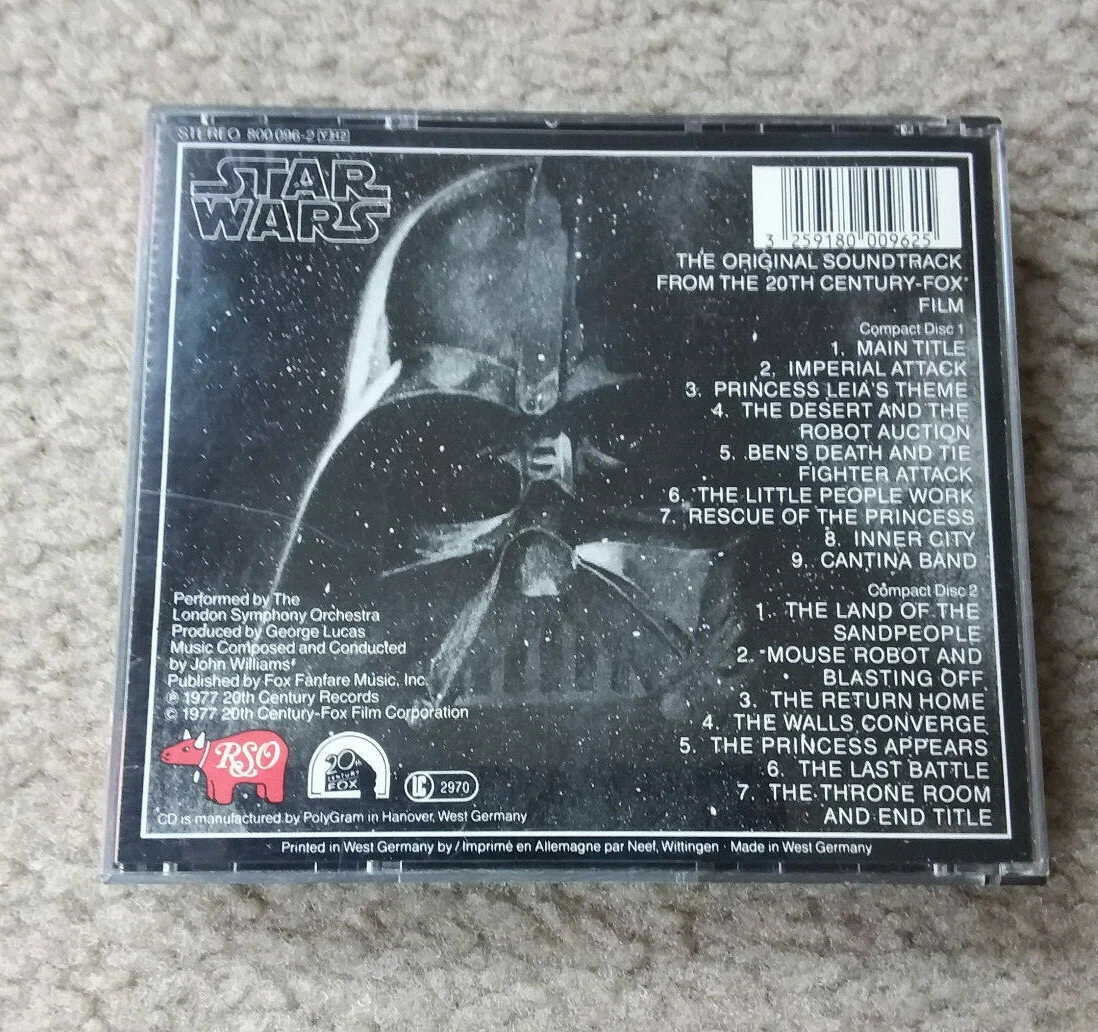 STEREO 800 096-2 YH2
STAR
WARS
3 259180 009625
THE ORIGINAL SOUNDTRACK
FROM THE 20TH CENTURY-FOX
FILM
Compact Disc 1
1. MAIN TITLE
2. IMPERIAL ATTACK
3. PRINCESS LEIA'S THEME
4. THE DESERT AND THE
ROBOT AUCTION
5. BEN'S DEATH AND TIE
FIGHTER ATTACK
6. THE LITTLE PEOPLE WORK
7. RESCUE OF THE PRINCESS
8. INNER CITY
9. CANTINA BAND
Compact Disc 2
1. THE LAND OF THE
SANDPEOPLE
2. MOUSE ROBOT AND
BLASTING OFF
3. THE RETURN HOME
4. THE WALLS CONVERGE
5. THE PRINCESS APPEARS
6. THE LAST BATTLE
7. THE THRONE ROOM
AND END TITLE
Performed by The
London Symphony Orchestra
Produced by George Lucas
Music Composed and Conducted
by John Williams
Published by Fox Fanfare Music, Inc.
℗ 1977 20th Century Records
© 1977 20th Century-Fox Film Corporation
RSO
20th
CENTURY
FOX
LC 2970
CD is manufactured by PolyGram in Hanover, West Germany
Printed in West Germany by / Imprimé en Allemagne par Neef, Wittingen · Made in West Germany